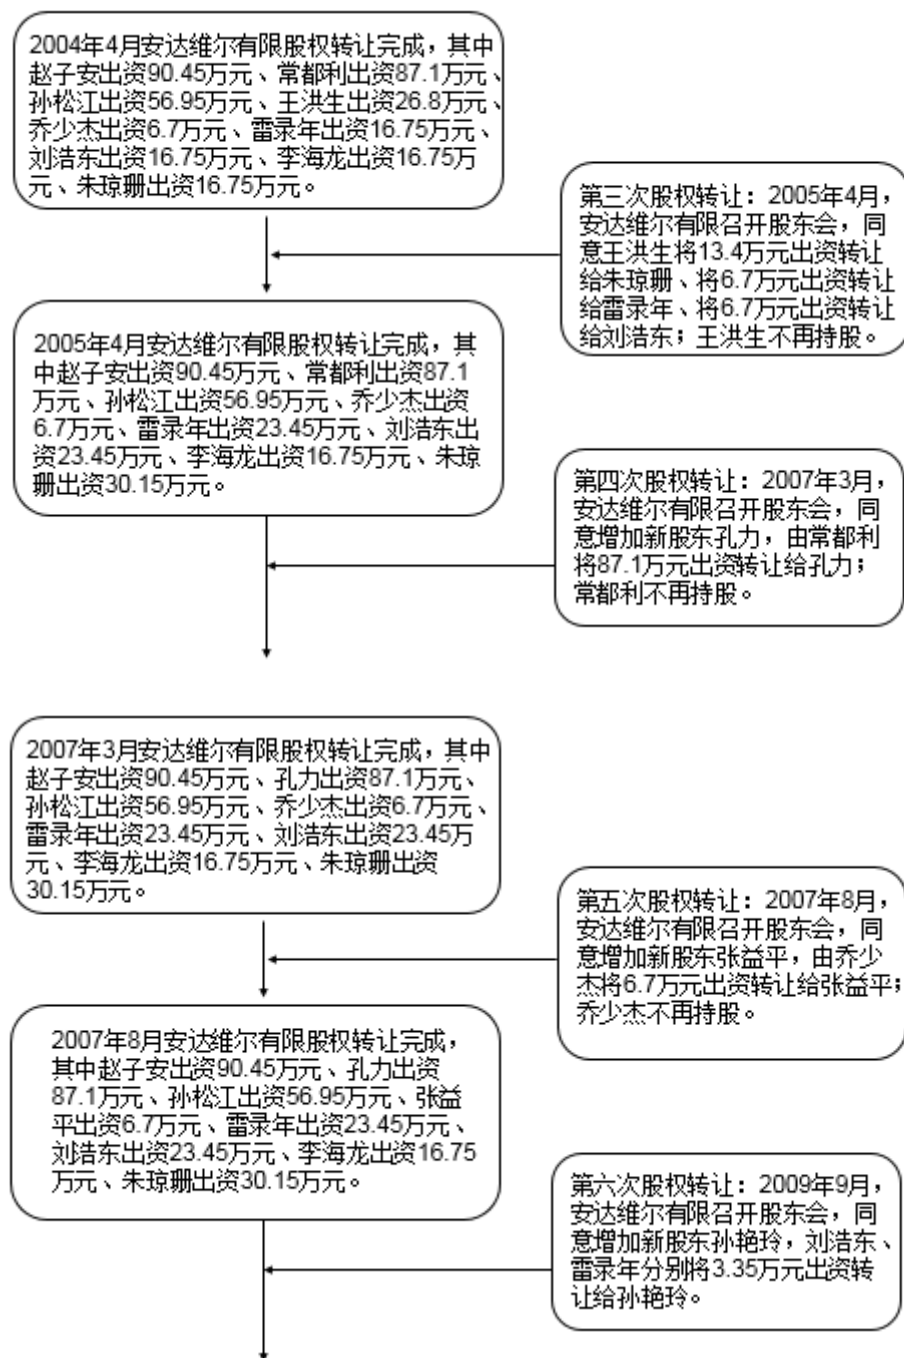 2004年4月安达维尔有限股权转让完成，其中
赵子安出资90.45万元、常都利出资87.1万元、
孙松江出资56.95万元、王洪生出资26.8万元、
乔少杰出资6.7万元、雷录年出资16.75万元、
刘浩东出资16.75万元、李海龙出资16.75万
元、朱琼珊出资16.75万元。
第三次股权转让：2005年4月，
安达维尔有限召开股东会，同
意王洪生将13.4万元出资转让
给朱琼珊、将6.7万元出资转让
给雷录年、将6.7万元出资转让
给刘浩东；王洪生不再持股。
2005年4月安达维尔有限股权转让完成，其
中赵子安出资90.45万元、常都利出资87.1
万元、孙松江出资56.95万元、乔少杰出资
6.7万元、雷录年出资23.45万元、刘浩东出
资23.45万元、李海龙出资16.75万元、朱琼
珊出资30.15万元。
第四次股权转让：2007年3月，
安达维尔有限召开股东会，同
意增加新股东孔力，由常都利
将87.1万元出资转让给孔力；
常都利不再持股。
2007年3月安达维尔有限股权转让完成，其中
赵子安出资90.45万元、孔力出资87.1万元、
孙松江出资56.95万元、乔少杰出资6.7万元、
雷录年出资23.45万元、刘浩东出资23.45万
元、李海龙出资16.75万元、朱琼珊出资
30.15万元。
第五次股权转让：2007年8月，
安达维尔有限召开股东会，同
意增加新股东张益平，由乔少
杰将6.7万元出资转让给张益平；
乔少杰不再持股。
2007年8月安达维尔有限股权转让完成，
其中赵子安出资90.45万元、孔力出资
87.1万元、孙松江出资56.95万元、张益
平出资6.7万元、雷录年出资23.45万元、
刘浩东出资23.45万元、李海龙出资16.75
万元、朱琼珊出资30.15万元。
第六次股权转让：2009年9月，
安达维尔有限召开股东会，同
意增加新股东孙艳玲，刘浩东、
雷录年分别将3.35万元出资转
让给孙艳玲。